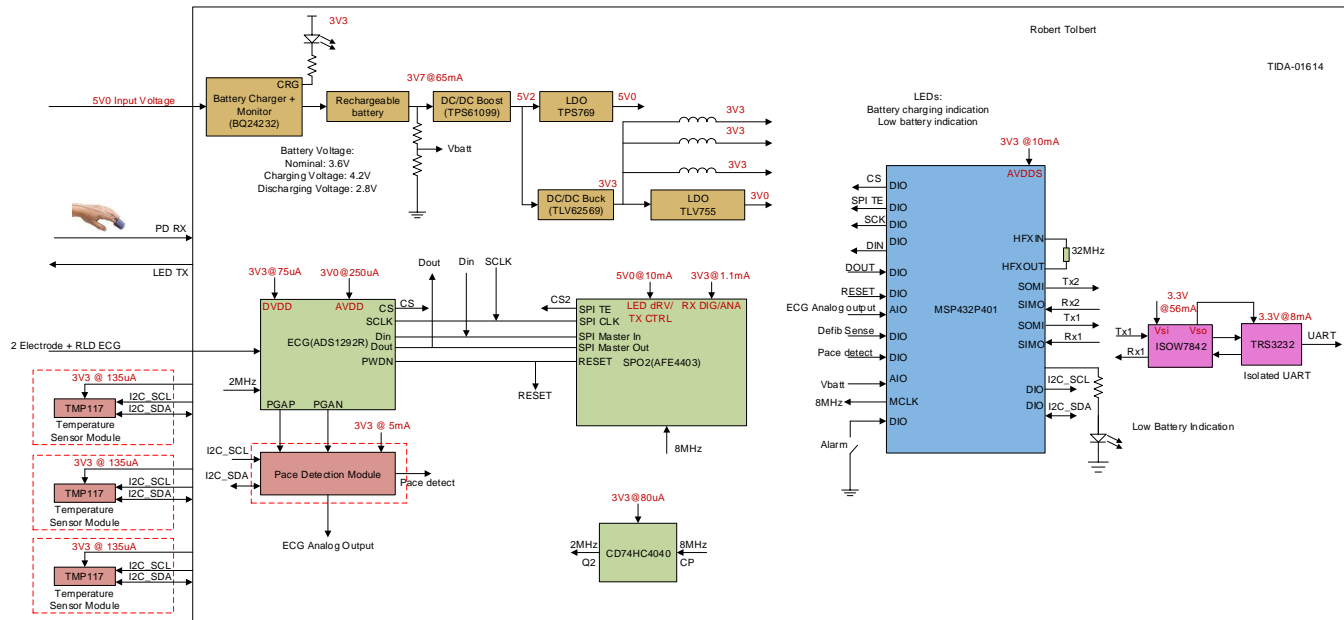 Robert Tolbert
TIDA-01614
3V3
5V0 Input Voltage
CRG
Battery Charger +
Monitor
(BQ24232)
Rechargeable
battery
3V7@65mA
DC/DC Boost
(TPS61099)
5V2
LDO
TPS769
5V0
Vbatt
Battery Voltage:
Nominal: 3.6V
Charging Voltage: 4.2V
Discharging Voltage: 2.8V
3V3
3V3
3V3
DC/DC Buck
(TLV62569)
3V3
LDO
TLV755
3V0
LEDs:
Battery charging indication
Low battery indication
PD RX
LED TX
2 Electrode + RLD ECG
3V3@75uA
3V0@250uA
DVDD
AVDD
ECG(ADS1292R)
CS
SCLK
Din
Dout
PWDN
PGAP
PGAN
2MHz
CS
Dout
Din
SCLK
RESET
CS2
5V0@10mA
3V3@1.1mA
SPI TE
SPI CLK
SPI Master In
SPI Master Out
RESET
LED dRV/
TX CTRL
RX DIG/ANA
SPO2(AFE4403)
8MHz
3V3 @ 5mA
I2C_SCL
I2C_SDA
Pace Detection Module
Pace detect
ECG Analog Output
3V3@80uA
2MHz
Q2
CD74HC4040
8MHz
CP
3V3 @ 135uA
TMP117
I2C_SCL
I2C_SDA
Temperature
Sensor Module
3V3 @ 135uA
TMP117
I2C_SCL
I2C_SDA
Temperature
Sensor Module
3V3 @ 135uA
TMP117
I2C_SCL
I2C_SDA
Temperature
Sensor Module
3V3 @10mA
AVDDS
MSP432P401
CS
DIO
SPI TE
DIO
SCK
DIO
DIN
DIO
DOUT
DIO
RESET
DIO
ECG Analog output
AIO
Defib Sense
DIO
Pace detect
DIO
Vbatt
AIO
8MHz
MCLK
DIO
Alarm
HFXIN
HFXOUT
32MHz
SOMI
Tx2
SIMO
Rx2
SOMI
Tx1
SIMO
Rx1
DIO
I2C_SCL
DIO
I2C_SDA
Low Battery Indication
3.3V
@56mA
Vsi
Vso
ISOW7842
Tx1
Rx1
3.3V@8mA
TRS3232
UART
Isolated UART